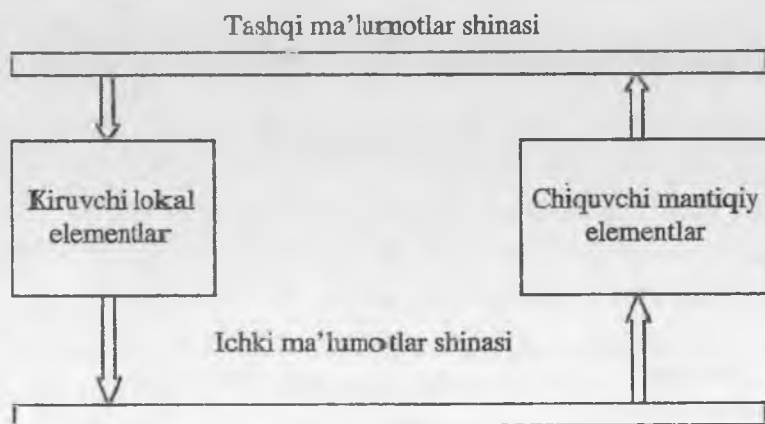 Tashqi ma’lumotlar shinasi
Kiruvchi lokal
elementlar
Chiquvchi mantiqiy
elementlar
Ichki ma’lumotlar shinasi